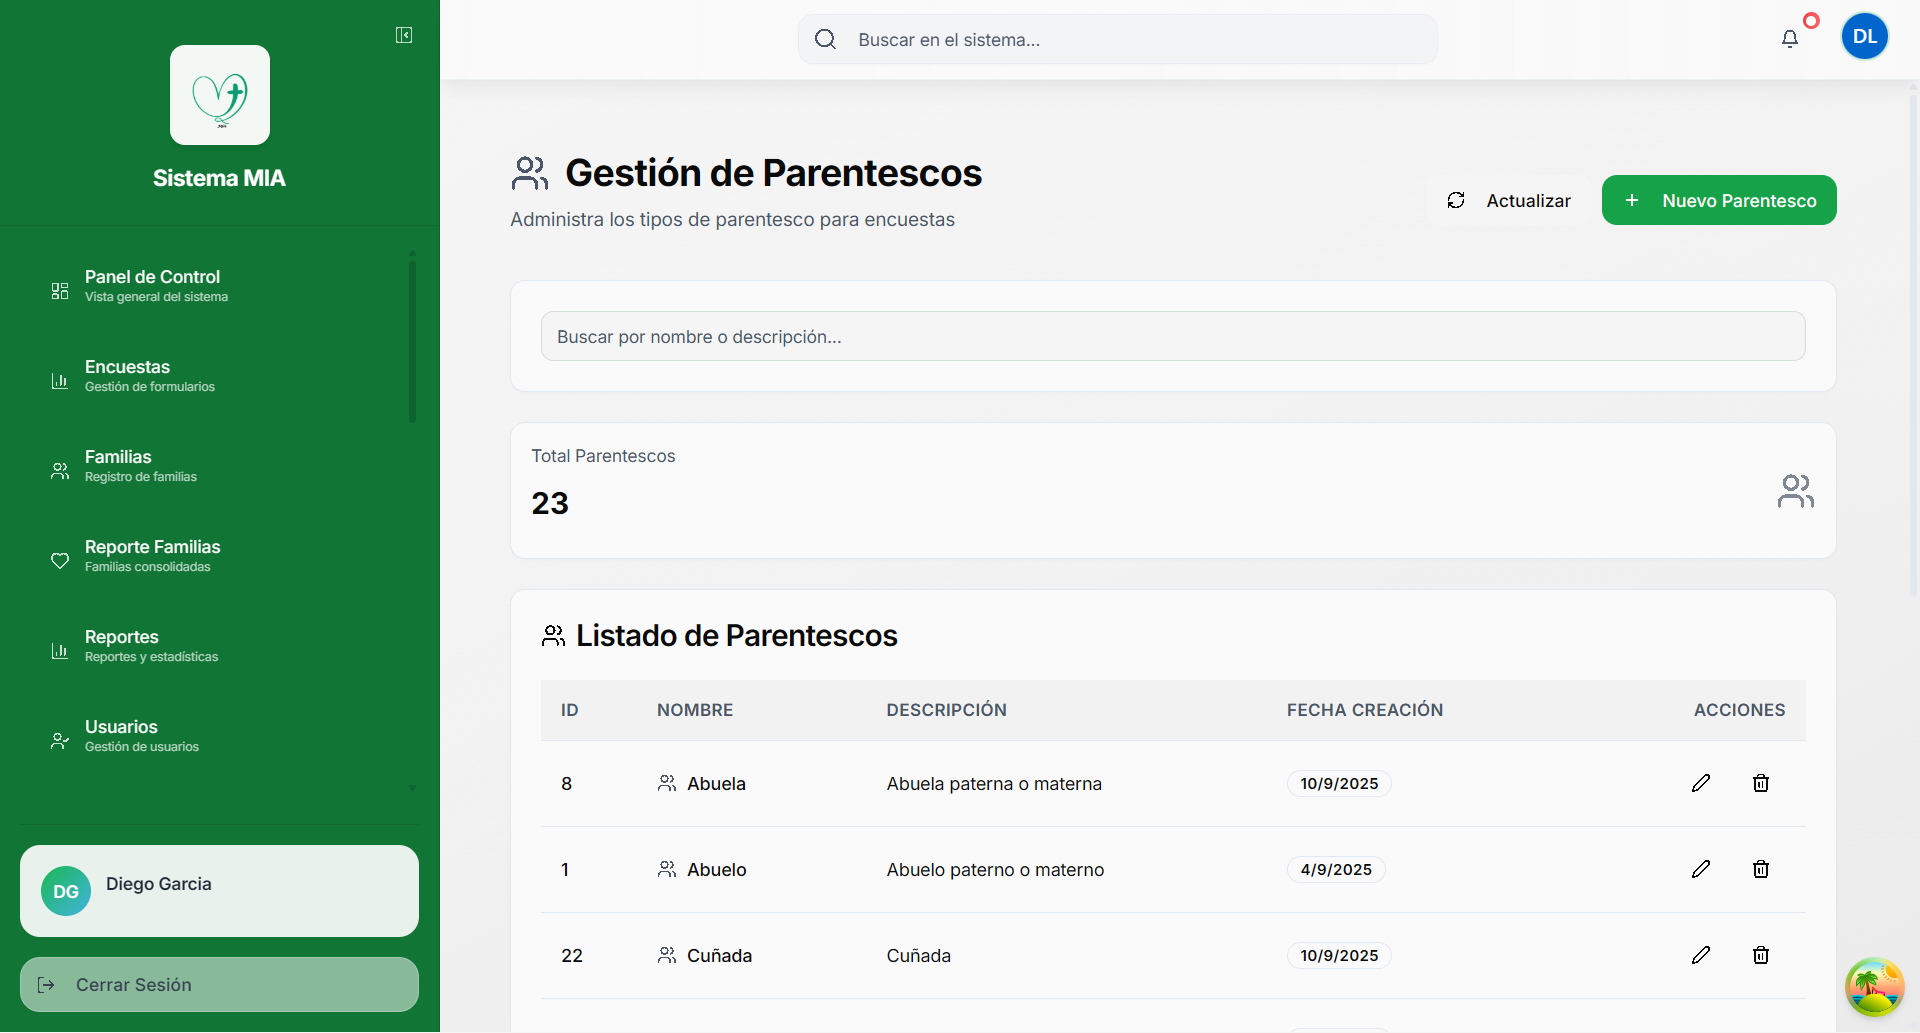 Sistema MIA
Panel de Control
Vista general del sistema
Encuestas
Gestión de formularios
Familias
Registro de familias
Reporte Familias
Familias consolidadas
Reportes
Reportes y estadísticas
Usuarios
Gestión de usuarios
DG
Diego Garcia
Cerrar Sesión
Buscar en el sistema...
DL
Gestión de Parentescos
Administra los tipos de parentesco para encuestas
Actualizar
Nuevo Parentesco
Buscar por nombre o descripción...
Total Parentescos
23
Listado de Parentescos
ID NOMBRE DESCRIPCIÓN FECHA CREACIÓN ACCIONES
8 Abuela Abuela paterna o materna 10/9/2025
1 Abuelo Abuelo paterno o materno 4/9/2025
22 Cuñada Cuñada 10/9/2025